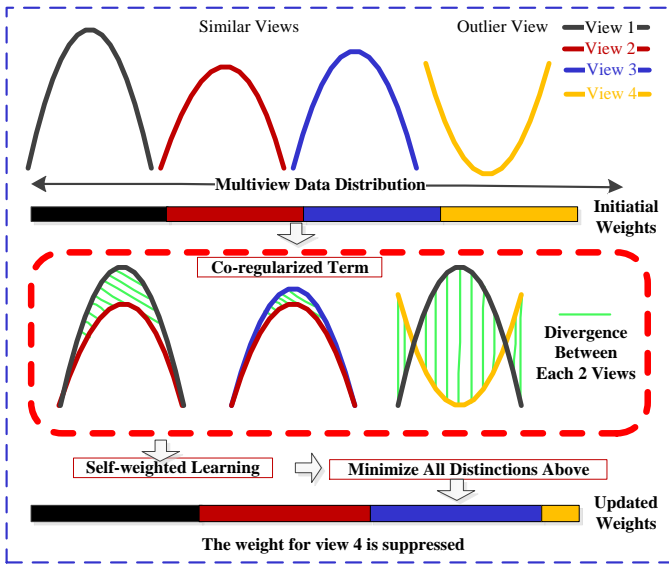 Similar Views
Outlier View
View 1
View 2
View 3
View 4
Multiview Data Distribution
Initiatial
Weights
Co-regularized Term
Divergence
Between
Each 2 Views
Self-weighted Learning
Minimize All Distinctions Above
Updated
Weights
The weight for view 4 is suppressed